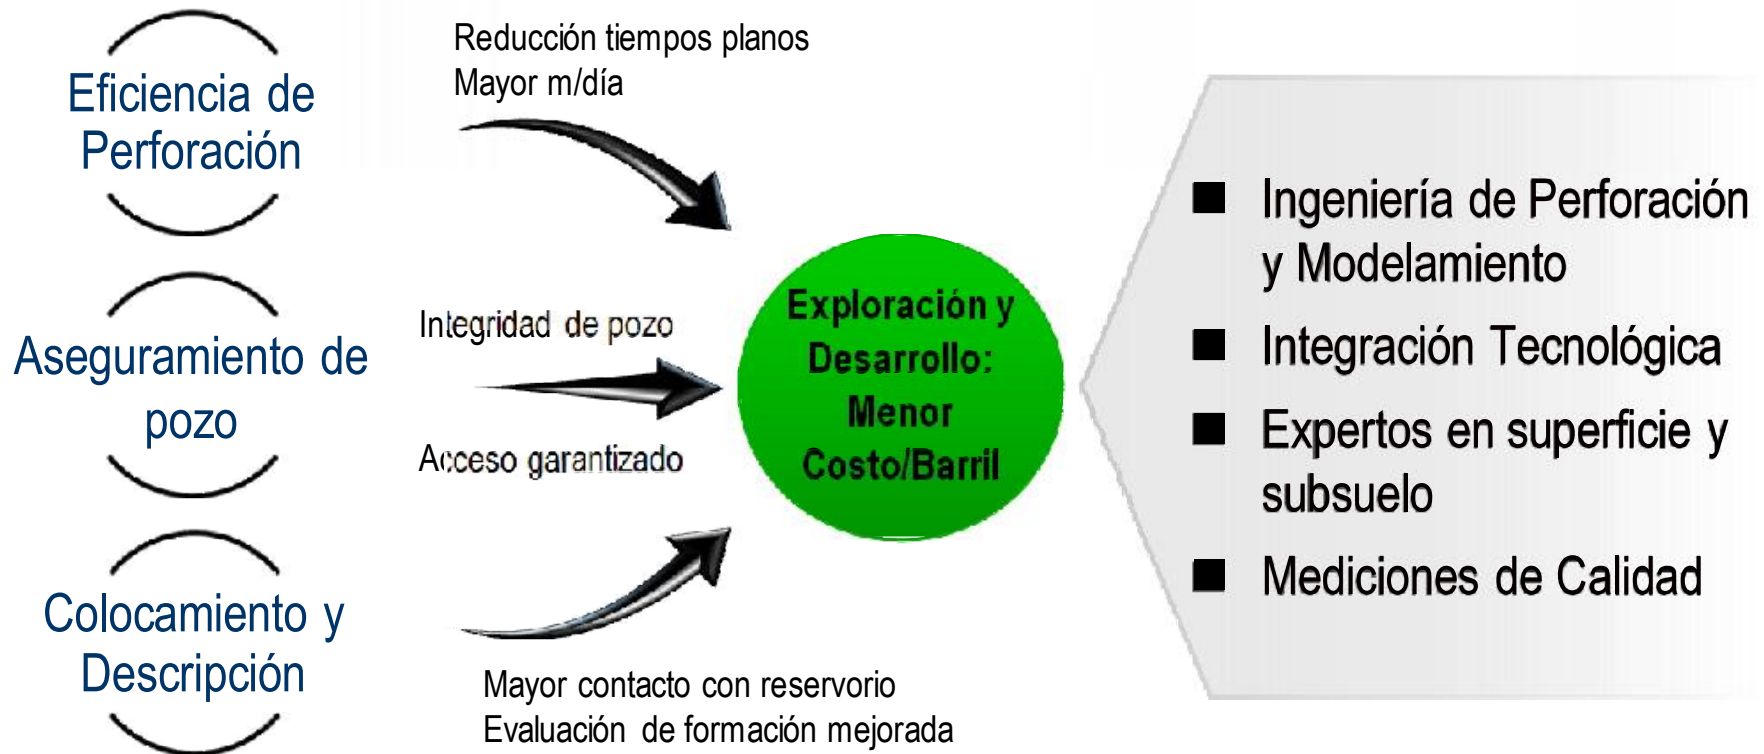 Eficiencia de
Perforación
Reducción tiempos planos
Mayor m/día
Aseguramiento de
pozo
Integridad de pozo
Acceso garantizado
Colocamiento y
Descripción
Mayor contacto con reservorio
Evaluación de formación mejorada
Exploración y
Desarrollo:
Menor
Costo/Barril
■ Ingeniería de Perforación
y Modelamiento
■ Integración Tecnológica
■ Expertos en superficie y
subsuelo
■ Mediciones de Calidad